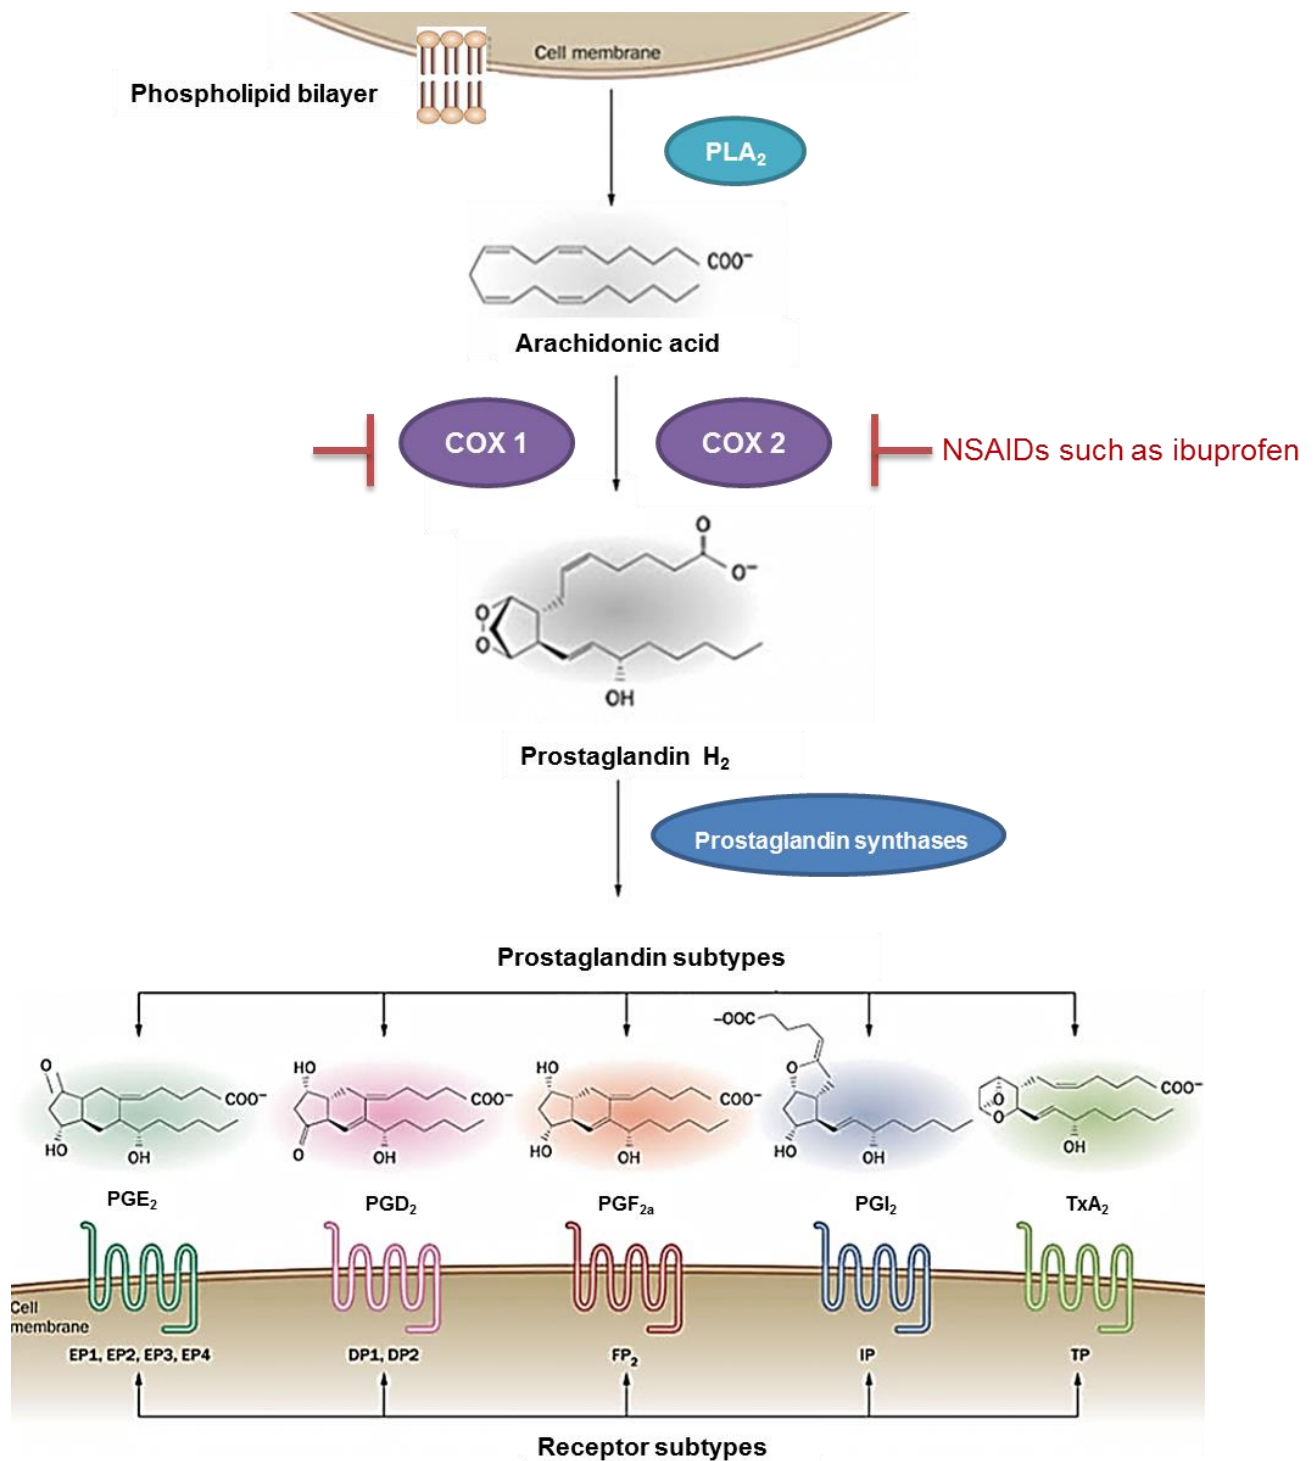 Cell membrane
Phospholipid bilayer
PLA₂
COO⁻
Arachidonic acid
COX 1
COX 2
NSAIDs such as ibuprofen
O
O⁻
O
O
OH
Prostaglandin H₂
Prostaglandin synthases
Prostaglandin subtypes
O
COO⁻
HO
OH
HO
COO⁻
O
OH
HO
COO⁻
HO
OH
–OOC
O
HO
OH
O
O
COO⁻
OH
PGE₂
PGD₂
PGF₂ₐ
PGI₂
TxA₂
Cell
membrane
EP1, EP2, EP3, EP4
DP1, DP2
FP₂
IP
TP
Receptor subtypes